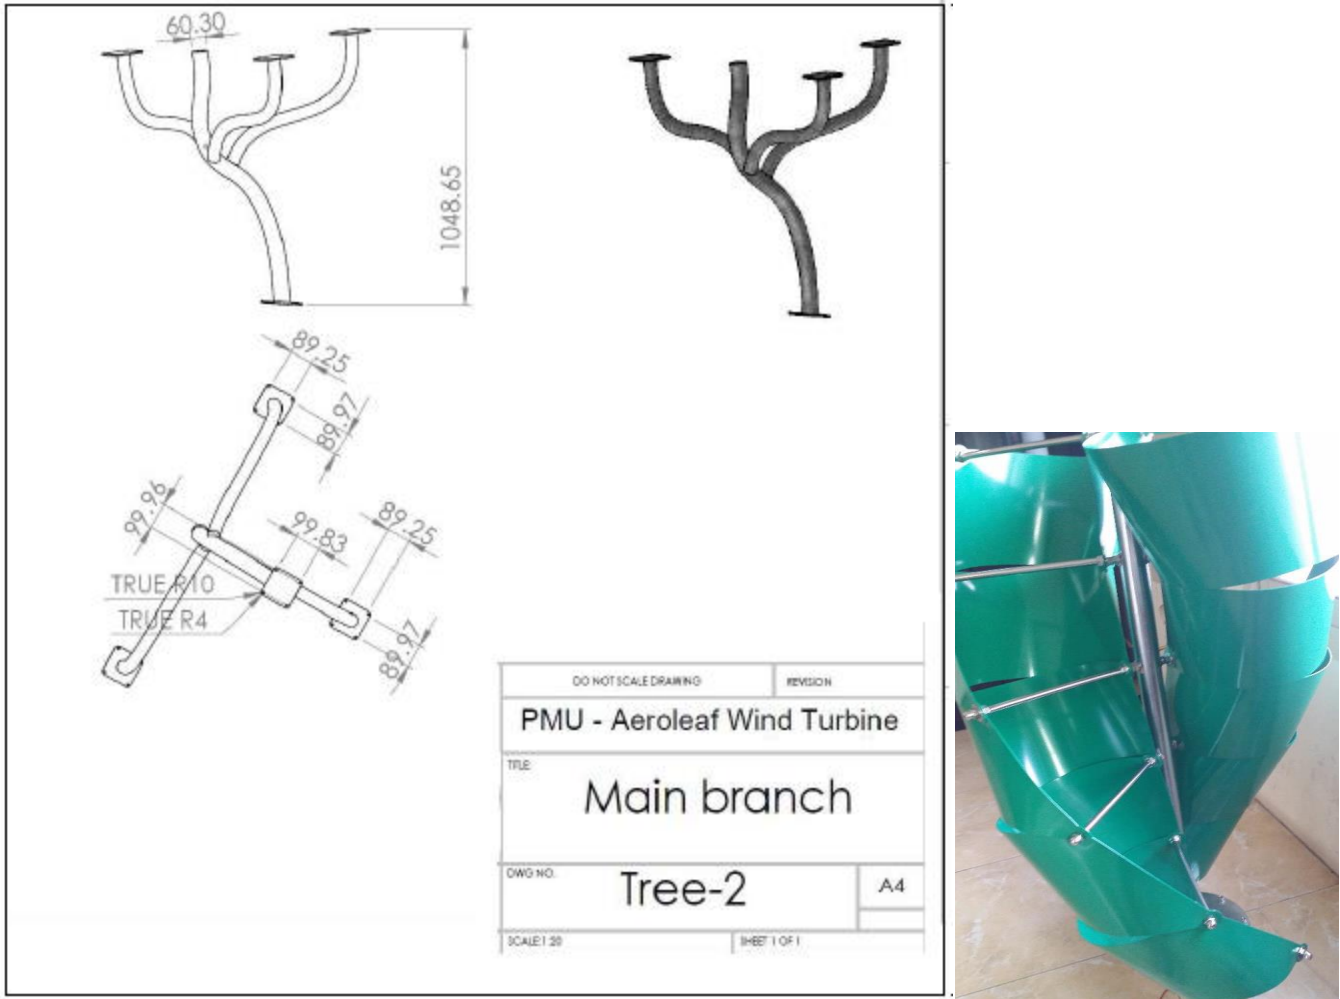 60.30
1048.65
89.25
89.97
99.96
99.83
89.25
TRUE R10
TRUE R4
89.97
DO NOT SCALE DRAWING
REVISION
PMU - Aeroleaf Wind Turbine
TITLE:
Main branch
DWG NO.
Tree-2
A4
SCALE:1:20
SHEET 1 OF 1